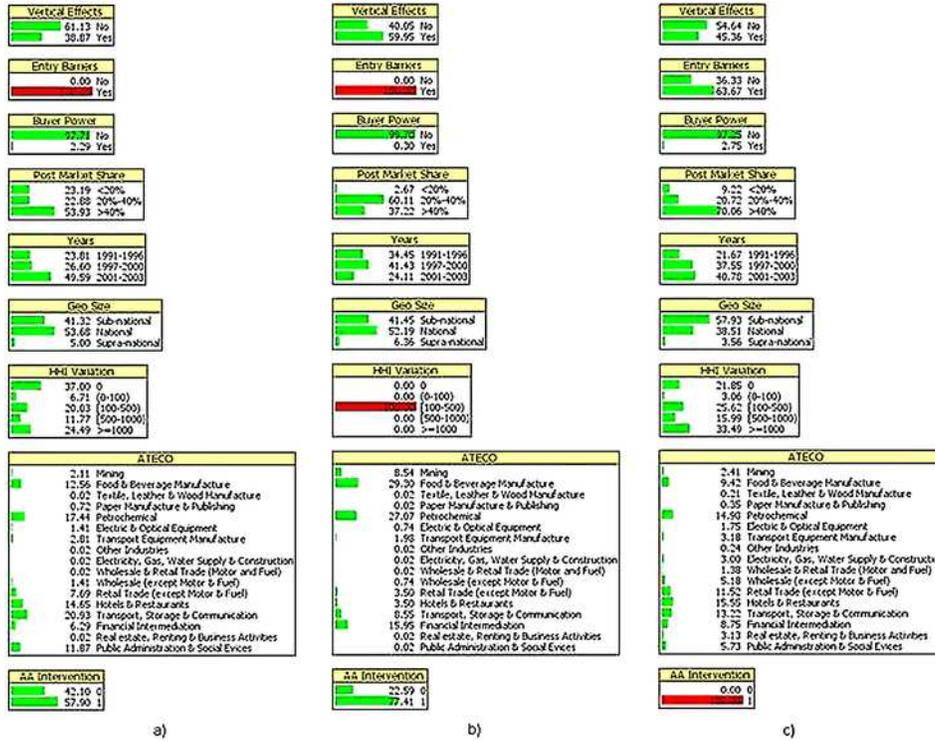 Vertical Effects
61.13 No
38.87 Yes
Entry Barriers
0.00 No
Yes
Buyer Power
97.71 No
2.29 Yes
Post Market Share
23.19 <20%
22.88 20%-40%
53.93 >40%
Years
23.81 1991-1996
26.60 1997-2000
49.59 2001-2003
Geo Size
41.32 Sub-national
53.68 National
5.00 Supra-national
HHI Variation
37.00 0
6.71 (0-100)
20.03 [100-500)
11.77 [500-1000)
24.49 >=1000
ATECO
2.11 Mining
12.56 Food & Beverage Manufacture
0.02 Textile, Leather & Wood Manufacture
0.72 Paper Manufacture & Publishing
17.44 Petrochemical
1.41 Electric & Optical Equipment
2.81 Transport Equipment Manufacture
0.02 Other Industries
0.02 Electricity, Gas, Water Supply & Construction
0.02 Wholesale & Retail Trade (Motor and Fuel)
1.41 Wholesale (except Motor & Fuel)
7.69 Retail Trade (except Motor & Fuel)
14.65 Hotels & Restaurants
20.93 Transport, Storage & Communication
6.29 Financial Intermediation
0.02 Real estate, Renting & Business Activities
11.87 Public Administration & Social Evices
AA Intervention
42.10 0
57.90 1
a)
Vertical Effects
40.05 No
59.95 Yes
Entry Barriers
0.00 No
Yes
Buyer Power
99.70 No
0.30 Yes
Post Market Share
2.67 <20%
60.11 20%-40%
37.22 >40%
Years
34.45 1991-1996
41.43 1997-2000
24.11 2001-2003
Geo Size
41.45 Sub-national
52.19 National
6.36 Supra-national
HHI Variation
0.00 0
0.00 (0-100)
[100-500)
0.00 [500-1000)
0.00 >=1000
ATECO
8.54 Mining
29.30 Food & Beverage Manufacture
0.02 Textile, Leather & Wood Manufacture
0.02 Paper Manufacture & Publishing
27.07 Petrochemical
0.74 Electric & Optical Equipment
1.98 Transport Equipment Manufacture
0.02 Other Industries
0.02 Electricity, Gas, Water Supply & Construction
0.02 Wholesale & Retail Trade (Motor and Fuel)
0.74 Wholesale (except Motor & Fuel)
3.50 Retail Trade (except Motor & Fuel)
3.50 Hotels & Restaurants
8.55 Transport, Storage & Communication
15.95 Financial Intermediation
0.02 Real estate, Renting & Business Activities
0.02 Public Administration & Social Evices
AA Intervention
22.59 0
77.41 1
b)
Vertical Effects
54.64 No
45.36 Yes
Entry Barriers
36.33 No
63.67 Yes
Buyer Power
97.25 No
2.75 Yes
Post Market Share
9.22 <20%
20.72 20%-40%
70.06 >40%
Years
21.67 1991-1996
37.55 1997-2000
40.78 2001-2003
Geo Size
57.93 Sub-national
38.51 National
3.56 Supra-national
HHI Variation
21.85 0
3.06 (0-100)
25.62 [100-500)
15.99 [500-1000)
33.49 >=1000
ATECO
2.41 Mining
9.42 Food & Beverage Manufacture
0.21 Textile, Leather & Wood Manufacture
0.35 Paper Manufacture & Publishing
14.98 Petrochemical
1.75 Electric & Optical Equipment
3.18 Transport Equipment Manufacture
0.24 Other Industries
3.00 Electricity, Gas, Water Supply & Construction
1.38 Wholesale & Retail Trade (Motor and Fuel)
5.18 Wholesale (except Motor & Fuel)
11.52 Retail Trade (except Motor & Fuel)
15.55 Hotels & Restaurants
13.22 Transport, Storage & Communication
8.75 Financial Intermediation
3.13 Real estate, Renting & Business Activities
5.73 Public Administration & Social Evices
AA Intervention
0.00 0
1
c)